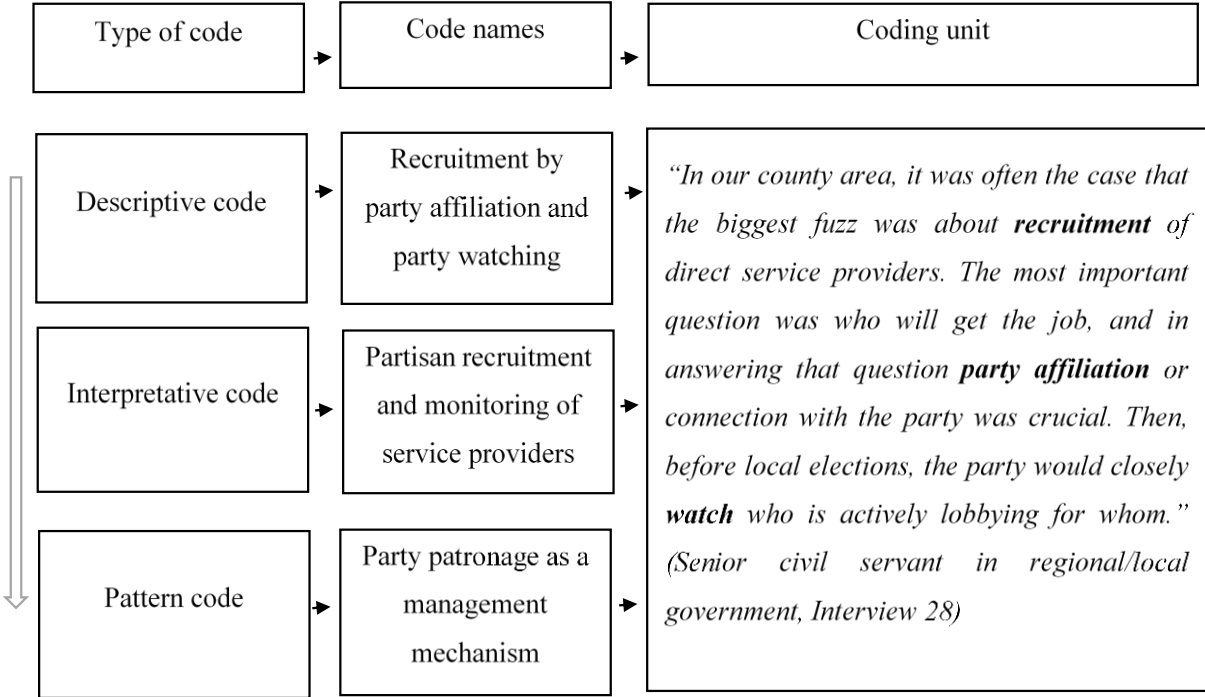 Type of code
Code names
Coding unit
Descriptive code
Recruitment by
party affiliation and
party watching
Interpretative code
Partisan recruitment
and monitoring of
service providers
Pattern code
Party patronage as a
management
mechanism
“In our county area, it was often the case that
the biggest fuzz was about recruitment of
direct service providers. The most important
question was who will get the job, and in
answering that question party affiliation or
connection with the party was crucial. Then,
before local elections, the party would closely
watch who is actively lobbying for whom.”
(Senior civil servant in regional/local
government, Interview 28)